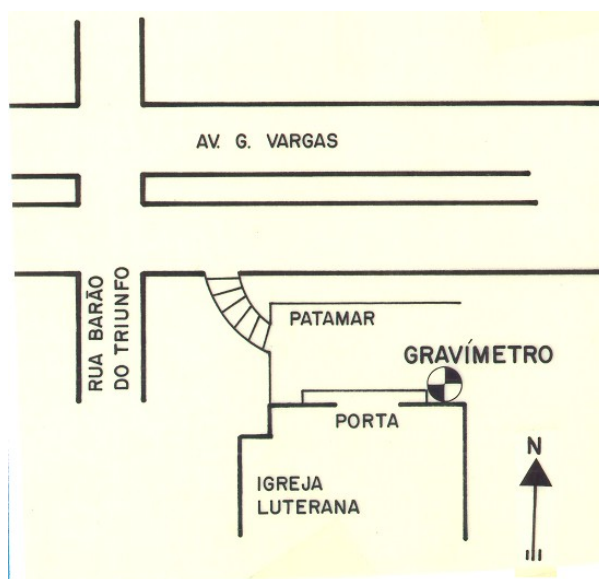 AV. G. VARGAS
RUA BARÃO
DO TRIUNFO
PATAMAR
GRAVÍMETRO
PORTA
IGREJA
LUTERANA
N